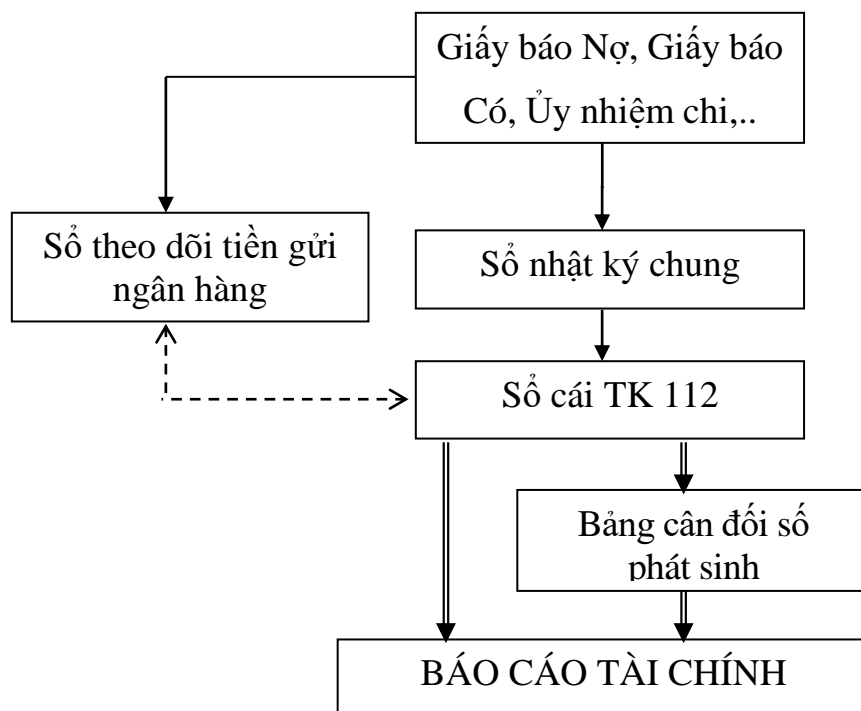 Giấy báo Nợ, Giấy báo
Có, Ủy nhiệm chi,..
Sổ theo dõi tiền gửi
ngân hàng
Sổ nhật ký chung
Sổ cái TK 112
Bảng cân đối số
phát sinh
BÁO CÁO TÀI CHÍNH